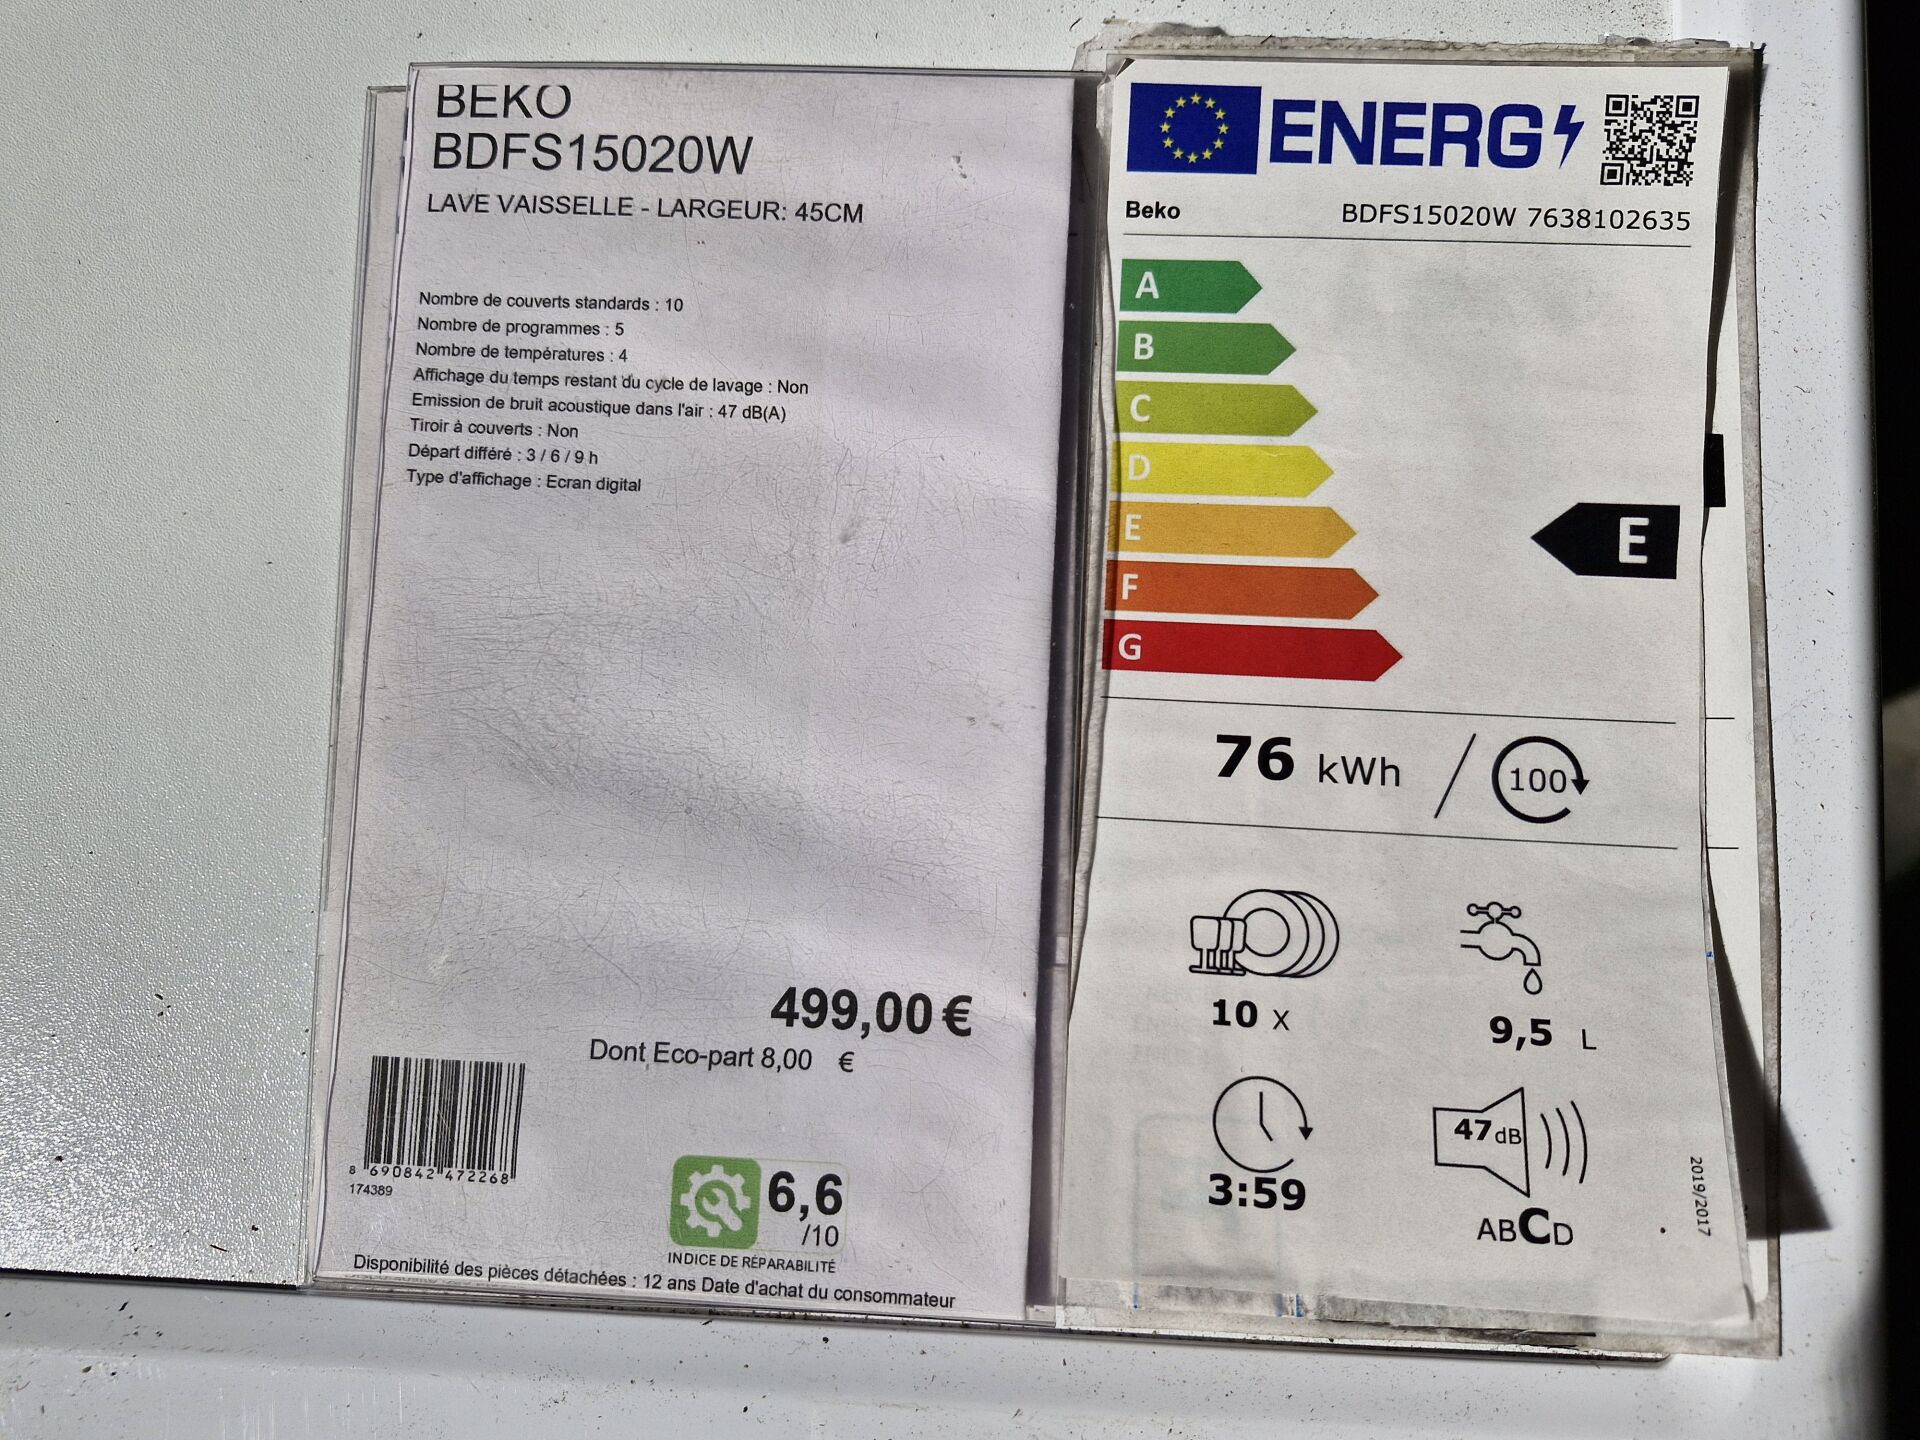 BEKO
BDFS15020W
LAVE VAISSELLE - LARGEUR: 45CM
Nombre de couverts standards : 10
Nombre de programmes : 5
Nombre de températures : 4
Affichage du temps restant du cycle de lavage : Non
Emission de bruit acoustique dans l'air : 47 dB(A)
Tiroir à couverts : Non
Départ différé : 3 / 6 / 9 h
Type d'affichage : Ecran digital
499,00 €
Dont Eco-part 8,00 €
8 690842 472268
174389
6,6
/10
INDICE DE RÉPARABILITÉ
Disponibilité des pièces détachées : 12 ans Date d'achat du consommateur
ENERG
Beko BDFS15020W 7638102635
A
B
C
D
E
E
F
G
76 kWh / 100
10 x
9,5 L
3:59
47 dB
ABCD
2019/2017